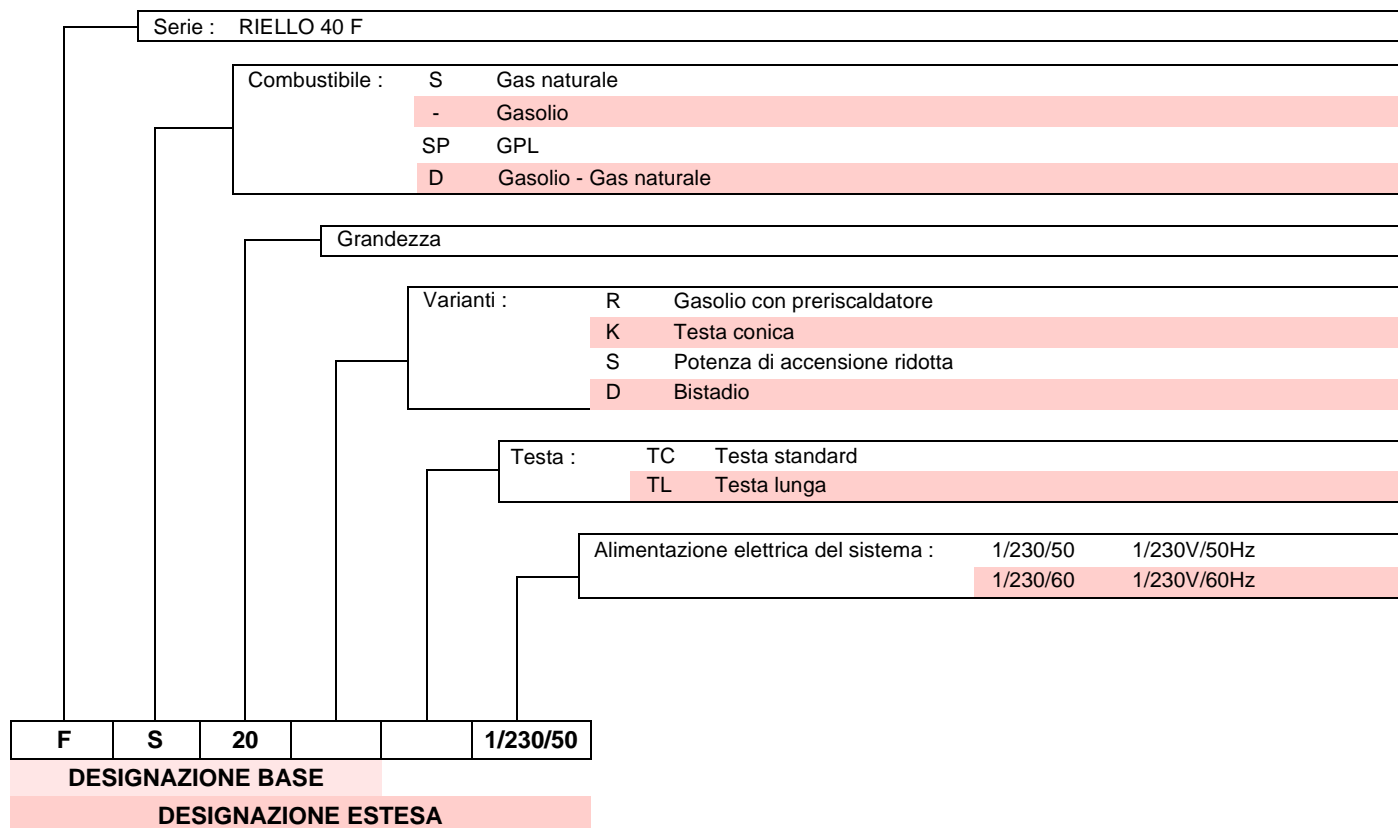 Serie : RIELLO 40 F
Combustibile : S Gas naturale
- Gasolio
SP GPL
D Gasolio - Gas naturale
Grandezza
Varianti : R Gasolio con preriscaldatore
K Testa conica
S Potenza di accensione ridotta
D Bistadio
Testa : TC Testa standard
TL Testa lunga
Alimentazione elettrica del sistema : 1/230/50 1/230V/50Hz
1/230/60 1/230V/60Hz
F S 20 1/230/50
DESIGNAZIONE BASE
DESIGNAZIONE ESTESA